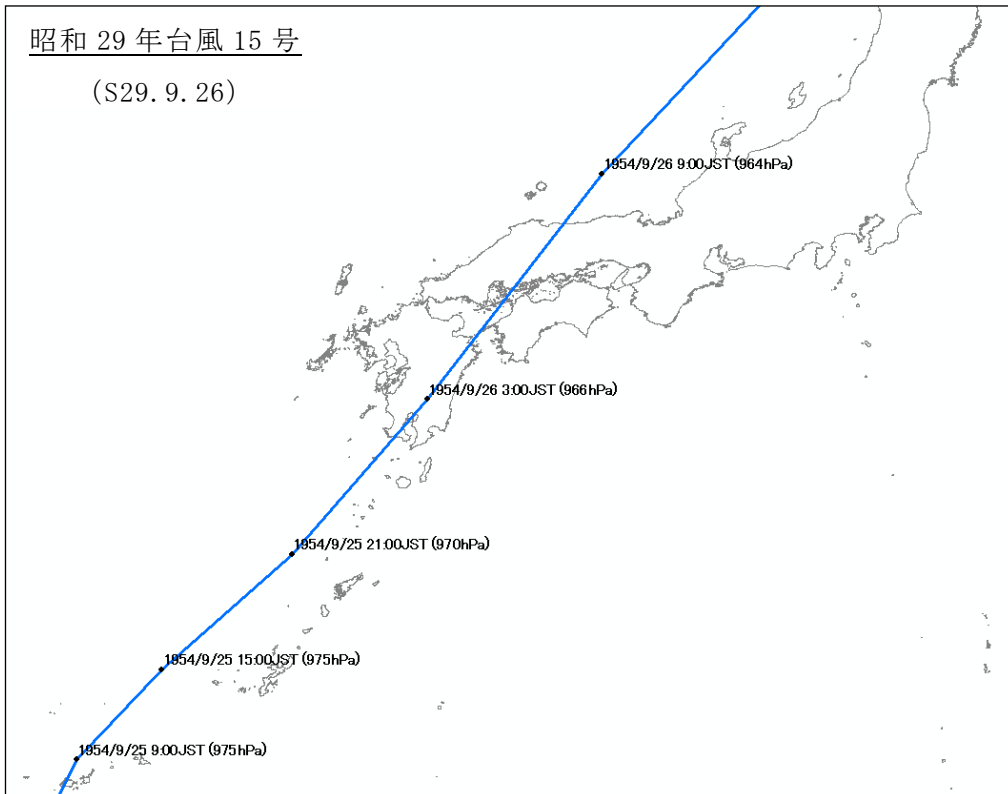 昭和 29 年台風 15 号
(S29.9.26)
1954/9/26 9:00JST (964hPa)
1954/9/26 3:00JST (966hPa)
1954/9/25 21:00JST (970hPa)
1954/9/25 15:00JST (975hPa)
1954/9/25 9:00JST (975hPa)